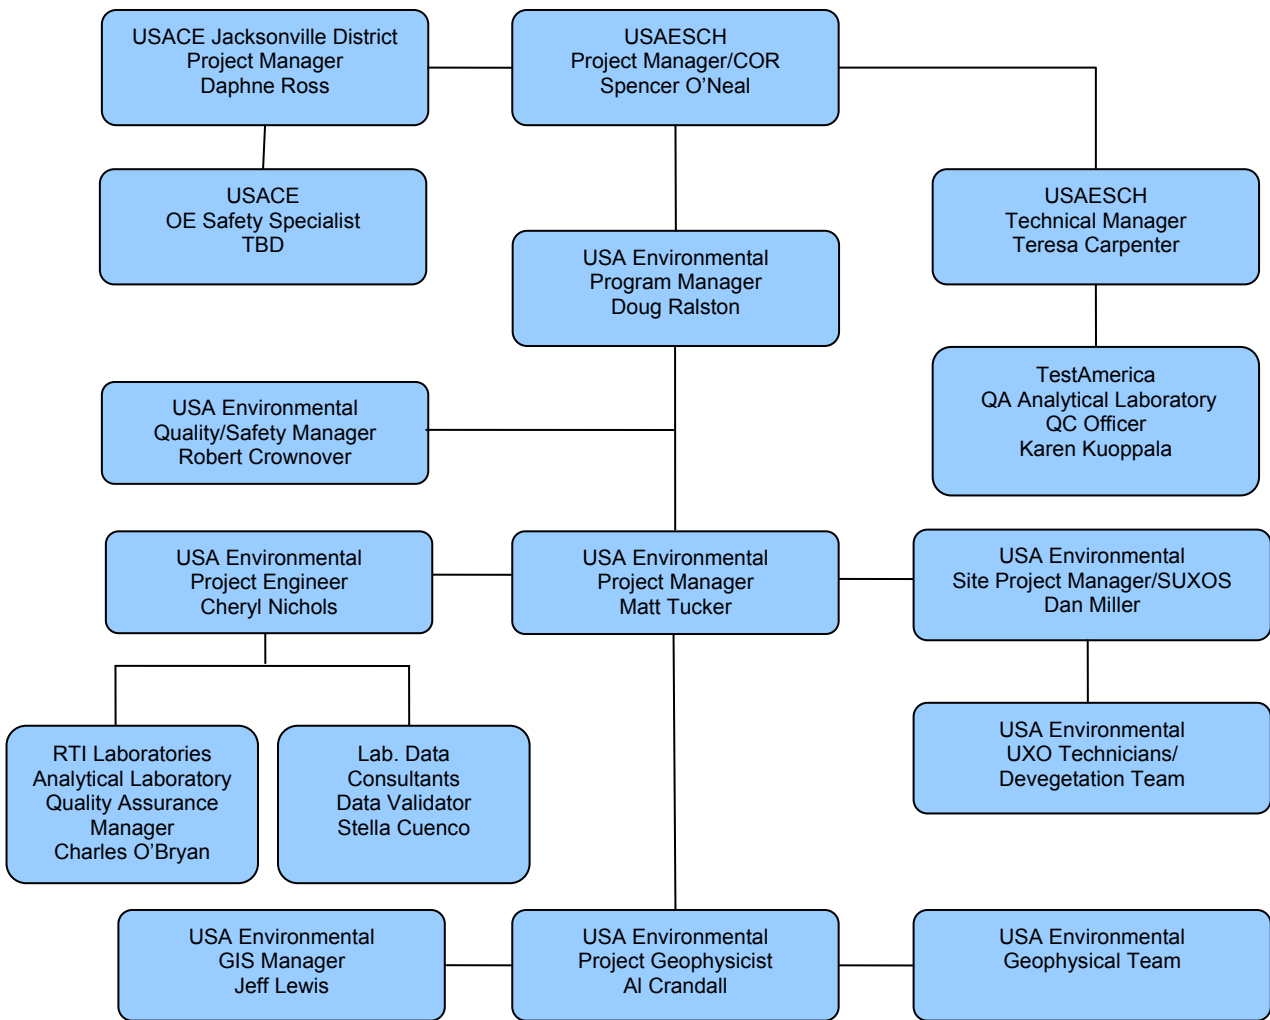 USACE Jacksonville District
Project Manager
Daphne Ross
USAESCH
Project Manager/COR
Spencer O’Neal
USACE
OE Safety Specialist
TBD
USAESCH
Technical Manager
Teresa Carpenter
USA Environmental
Program Manager
Doug Ralston
TestAmerica
QA Analytical Laboratory
QC Officer
Karen Kuoppala
USA Environmental
Quality/Safety Manager
Robert Crownover
USA Environmental
Project Engineer
Cheryl Nichols
USA Environmental
Project Manager
Matt Tucker
USA Environmental
Site Project Manager/SUXOS
Dan Miller
RTI Laboratories
Analytical Laboratory
Quality Assurance
Manager
Charles O’Bryan
Lab. Data
Consultants
Data Validator
Stella Cuenco
USA Environmental
UXO Technicians/
Devegetation Team
USA Environmental
GIS Manager
Jeff Lewis
USA Environmental
Project Geophysicist
Al Crandall
USA Environmental
Geophysical Team